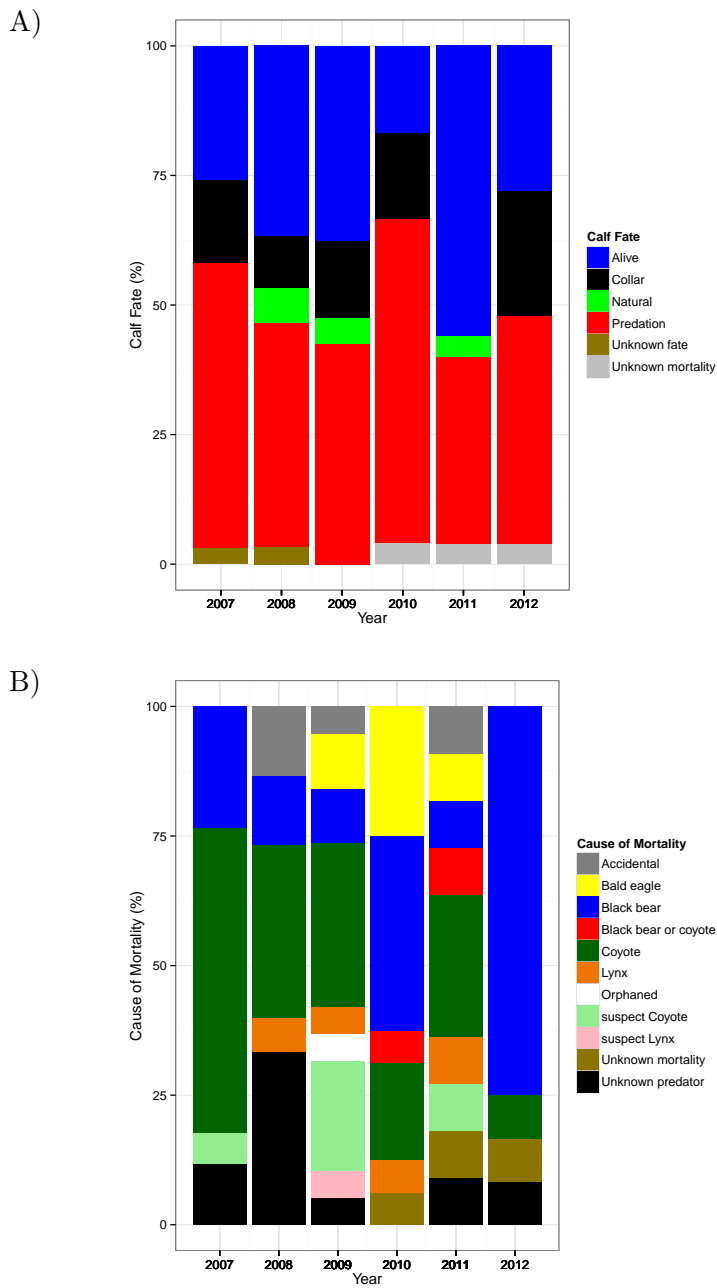 A)
100
75
50
25
0
Calf Fate (%)
2007 2008 2009 2010 2011 2012
Year
Calf Fate
Alive
Collar
Natural
Predation
Unknown fate
Unknown mortality
B)
100
75
50
25
0
Cause of Mortality (%)
2007 2008 2009 2010 2011 2012
Year
Cause of Mortality
Accidental
Bald eagle
Black bear
Black bear or coyote
Coyote
Lynx
Orphaned
suspect Coyote
suspect Lynx
Unknown mortality
Unknown predator